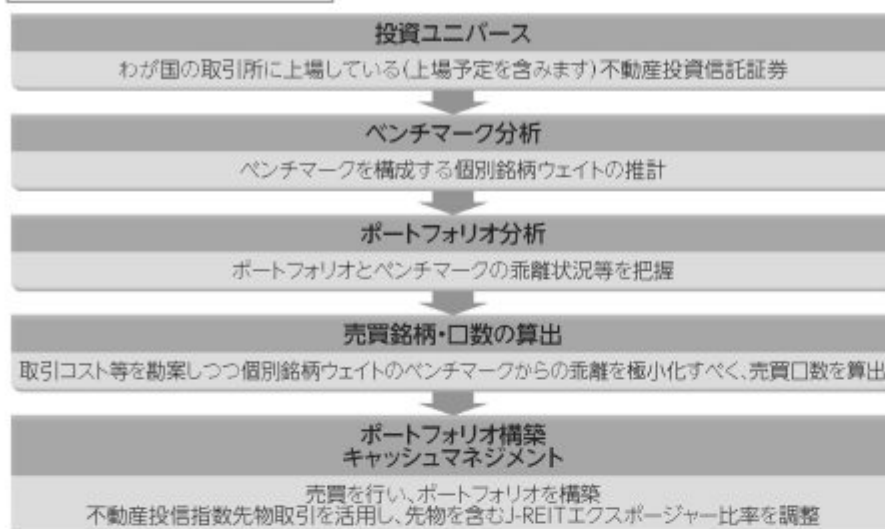 投資ユニバース
わが国の取引所に上場している(上場予定を含みます)不動産投資信託証券
ベンチマーク分析
ベンチマークを構成する個別銘柄ウェイトの推計
ポートフォリオ分析
ポートフォリオとベンチマークの乖離状況等を把握
売買銘柄・口数の算出
取引コスト等を勘案しつつ個別銘柄ウェイトのベンチマークからの乖離を極小化すべく、売買口数を算出
ポートフォリオ構築
キャッシュマネジメント
売買を行い、ポートフォリオを構築
不動産投信指数先物取引を活用し、先物を含むJ-REITエクスポージャー比率を調整